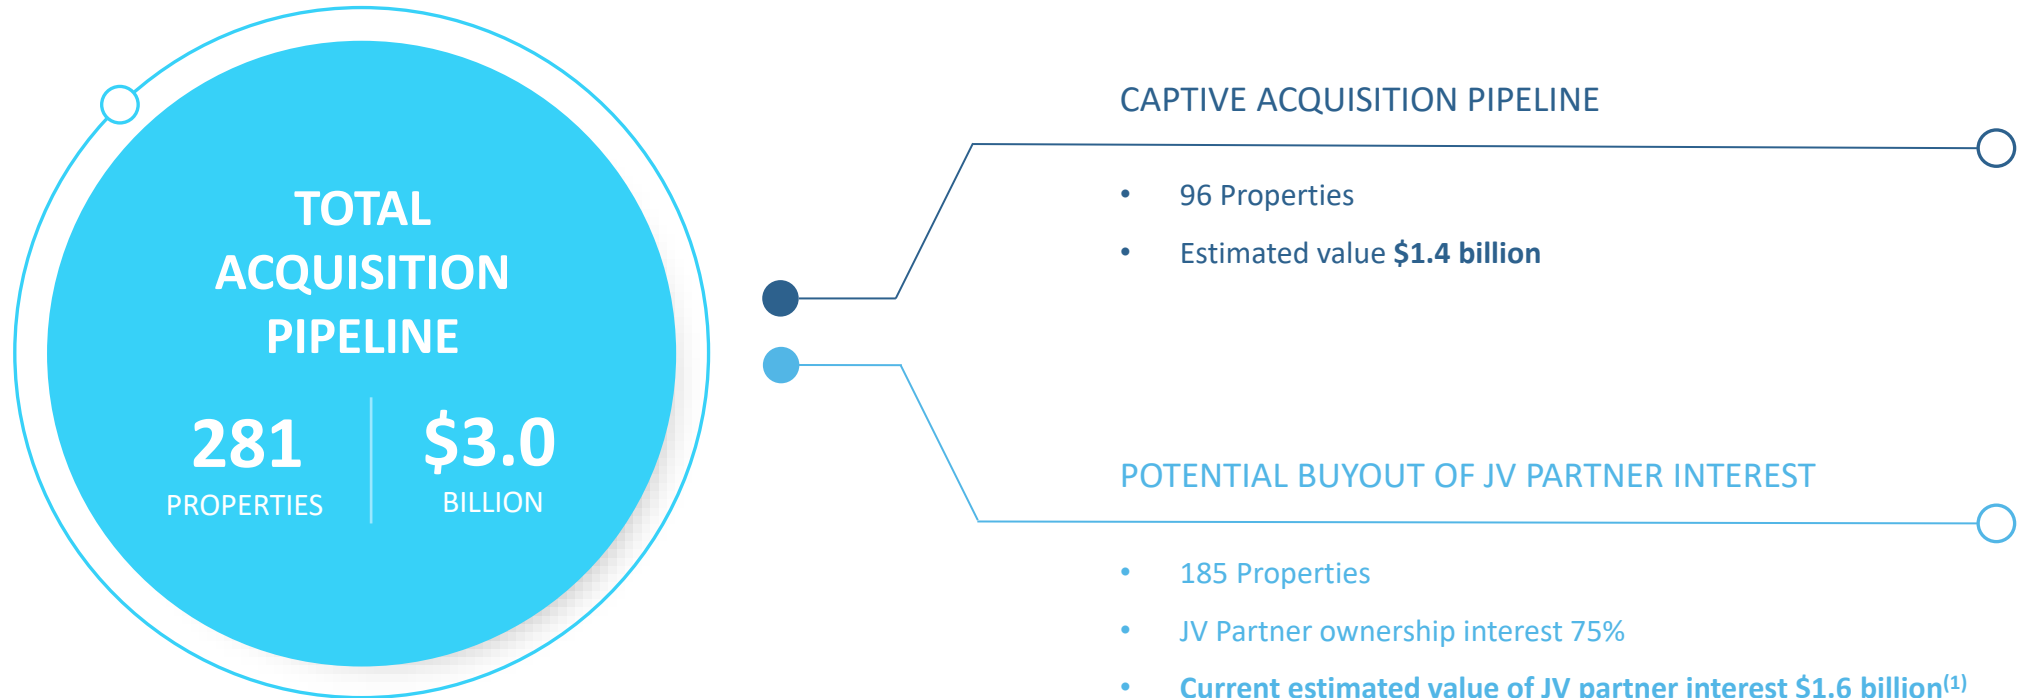 TOTAL
ACQUISITION
PIPELINE
281
PROPERTIES
$3.0
BILLION
CAPTIVE ACQUISITION PIPELINE
• 96 Properties
• Estimated value $1.4 billion
POTENTIAL BUYOUT OF JV PARTNER INTEREST
• 185 Properties
• JV Partner ownership interest 75%
• Current estimated value of JV partner interest $1.6 billion(1)